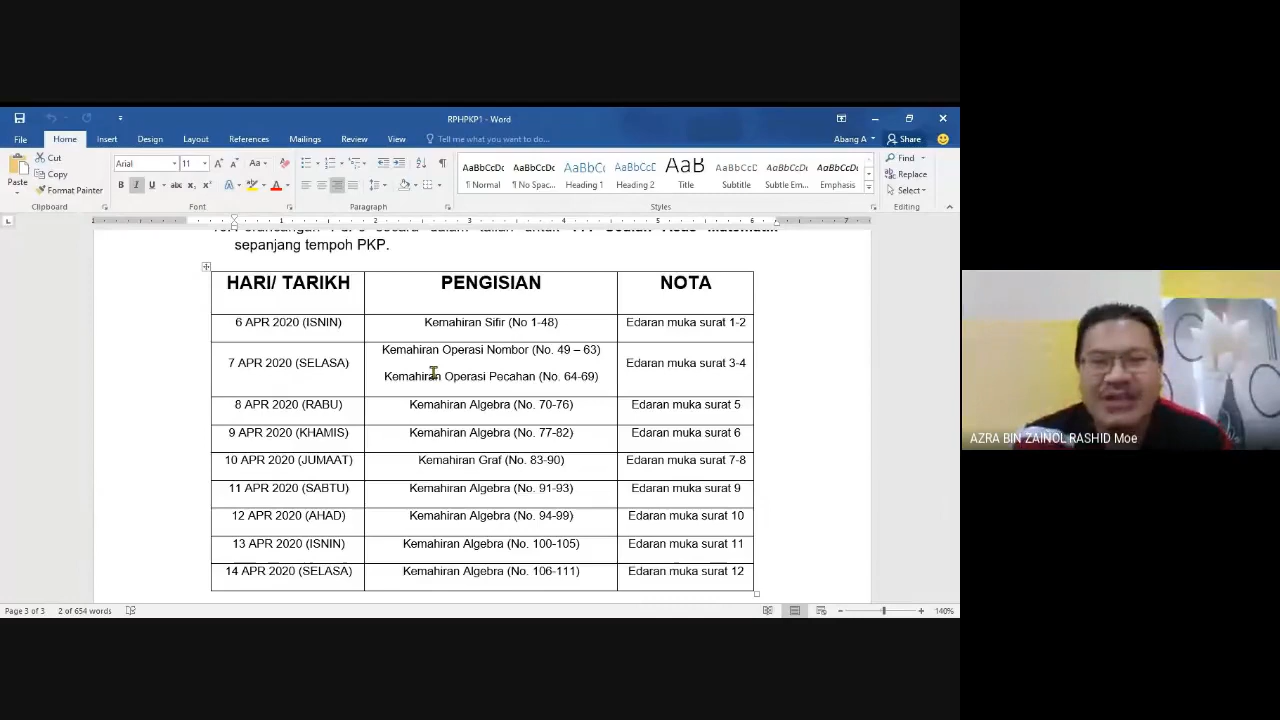 RPHPKP1 - Word
File Home Insert Design Layout References Mailings Review View Tell me what you want to do... Abang A Share
Paste Cut Copy Format Painter
Clipboard
Arial 11
Font
Paragraph
AaBbCcDc AaBbCcDc AaBbCc AaBbCcE AaB AaBbCcD AaBbCcDc AaBbCcDc
¶ Normal ¶ No Spac... Heading 1 Heading 2 Title Subtitle Subtle Em... Emphasis
Styles
Find Replace Select
Editing
sepanjang tempoh PKP.
HARI/ TARIKH PENGISIAN NOTA
6 APR 2020 (ISNIN) Kemahiran Sifir (No 1-48) Edaran muka surat 1-2
7 APR 2020 (SELASA) Kemahiran Operasi Nombor (No. 49 – 63) Edaran muka surat 3-4
Kemahiran Operasi Pecahan (No. 64-69)
8 APR 2020 (RABU) Kemahiran Algebra (No. 70-76) Edaran muka surat 5
9 APR 2020 (KHAMIS) Kemahiran Algebra (No. 77-82) Edaran muka surat 6
10 APR 2020 (JUMAAT) Kemahiran Graf (No. 83-90) Edaran muka surat 7-8
11 APR 2020 (SABTU) Kemahiran Algebra (No. 91-93) Edaran muka surat 9
12 APR 2020 (AHAD) Kemahiran Algebra (No. 94-99) Edaran muka surat 10
13 APR 2020 (ISNIN) Kemahiran Algebra (No. 100-105) Edaran muka surat 11
14 APR 2020 (SELASA) Kemahiran Algebra (No. 106-111) Edaran muka surat 12
Page 3 of 3 2 of 654 words 140%
AZRA BIN ZAINOL RASHID Moe